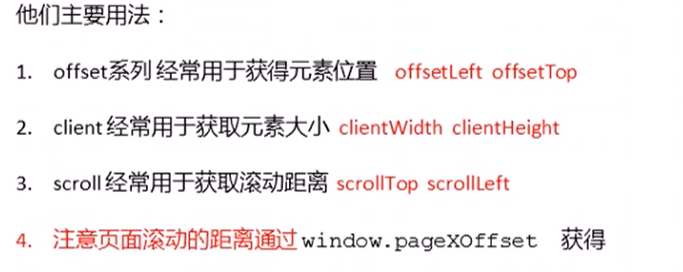 他们主要用法：
1. offset系列 经常用于获得元素位置 offsetLeft offsetTop
2. client 经常用于获取元素大小 clientWidth clientHeight
3. scroll 经常用于获取滚动距离 scrollTop scrollLeft
4. 注意页面滚动的距离通过 window.pageXOffset 获得